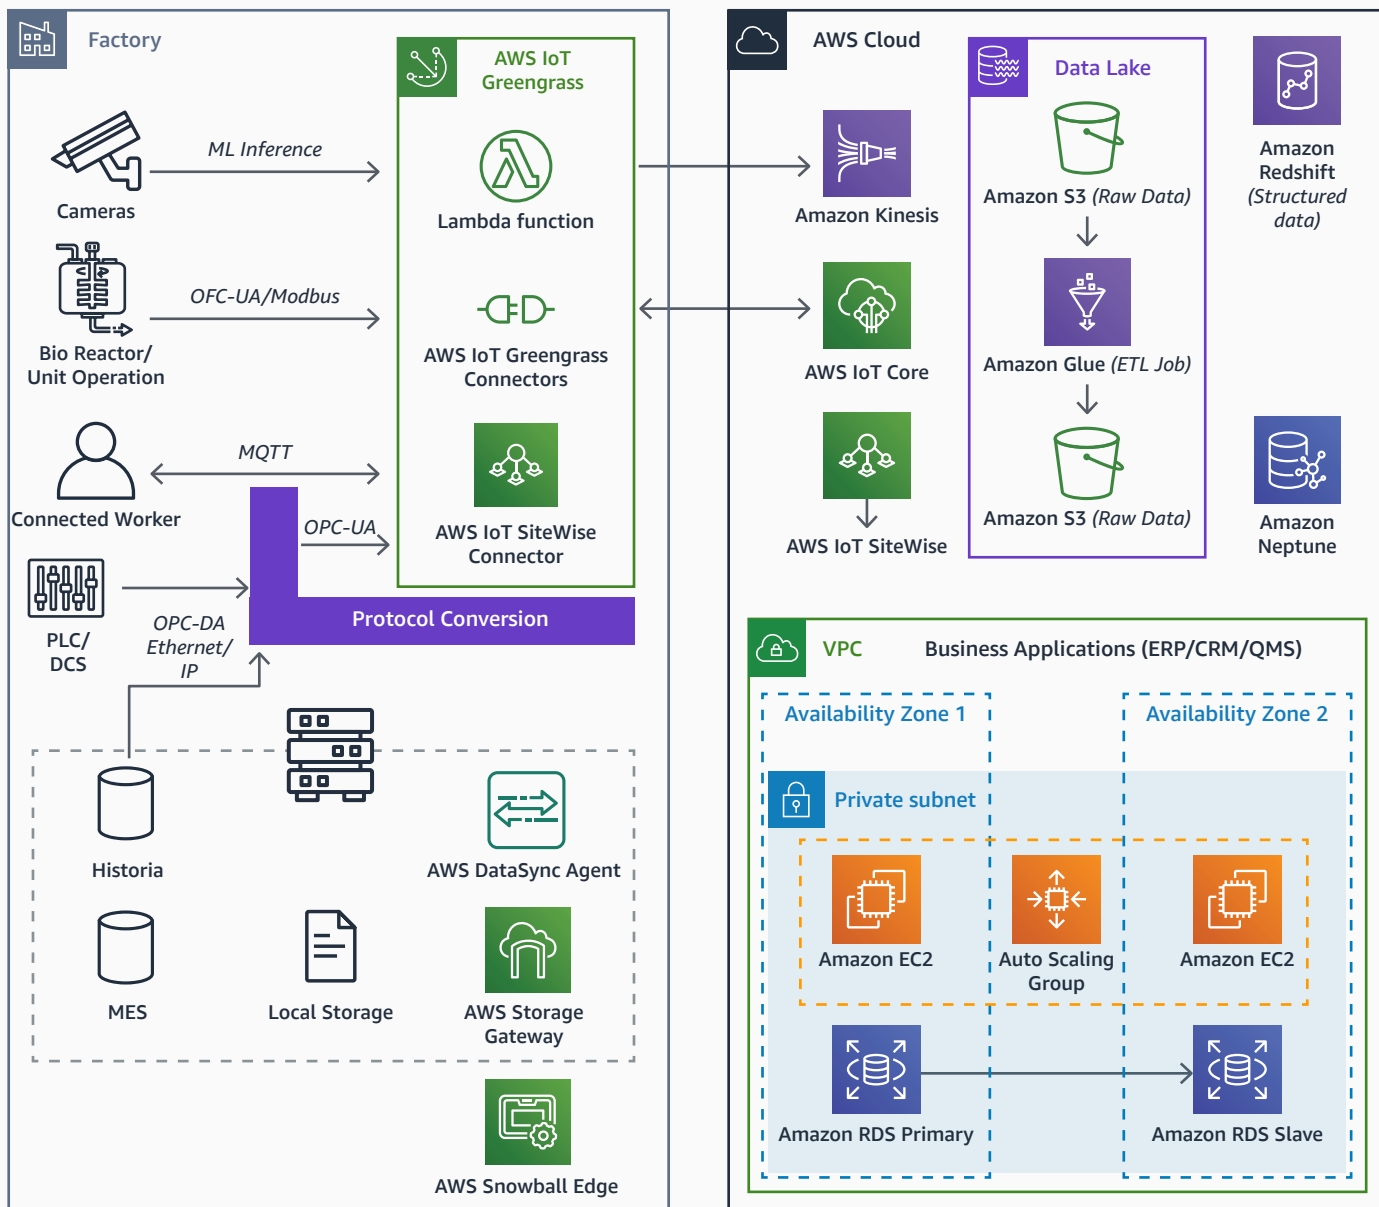 Factory
AWS IoT
Greengrass
ML Inference
Cameras
Lambda function
OFC-UA/Modbus
Bio Reactor/
Unit Operation
AWS IoT Greengrass
Connectors
MQTT
Connected Worker
OPC-UA
AWS IoT SiteWise
Connector
PLC/
DCS
OPC-DA
Ethernet/
IP
Protocol Conversion
Historia
AWS DataSync Agent
MES
Local Storage
AWS Storage
Gateway
AWS Snowball Edge
AWS Cloud
Data Lake
Amazon Kinesis
Amazon S3 (Raw Data)
Amazon
Redshift
(Structured
data)
AWS IoT Core
Amazon Glue (ETL Job)
AWS IoT SiteWise
Amazon S3 (Raw Data)
Amazon
Neptune
VPC
Business Applications (ERP/CRM/QMS)
Availability Zone 1
Availability Zone 2
Private subnet
Amazon EC2
Auto Scaling
Group
Amazon EC2
Amazon RDS Primary
Amazon RDS Slave